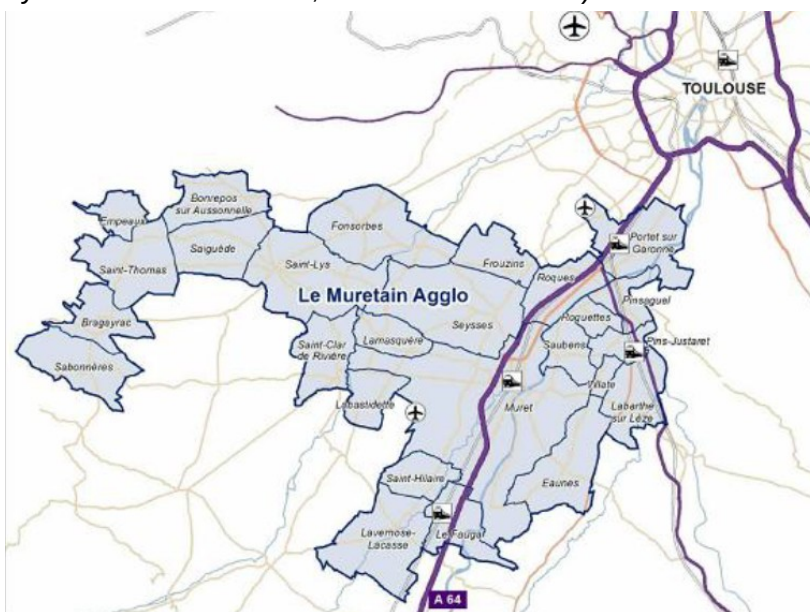 TOULOUSE
Bonrepos
sur Aussonnelle
Empeaux
Fonsorbes
Portet sur
Garonne
Saiguède
Saint-Thomas
Saint-Lys
Frouzins
Roques
Le Muretain Agglo
Pinsaguel
Bragayrac
Seysses
Roquettes
Saint-Clar
de Rivière
Lamasquère
Saubens
Pins-Justaret
Sabonnères
Villate
Labastidette
Muret
Labarthe
sur Lèze
Saint-Hilaire
Eaunes
Lavernose-
Lacasse
Le Fauga
A 64